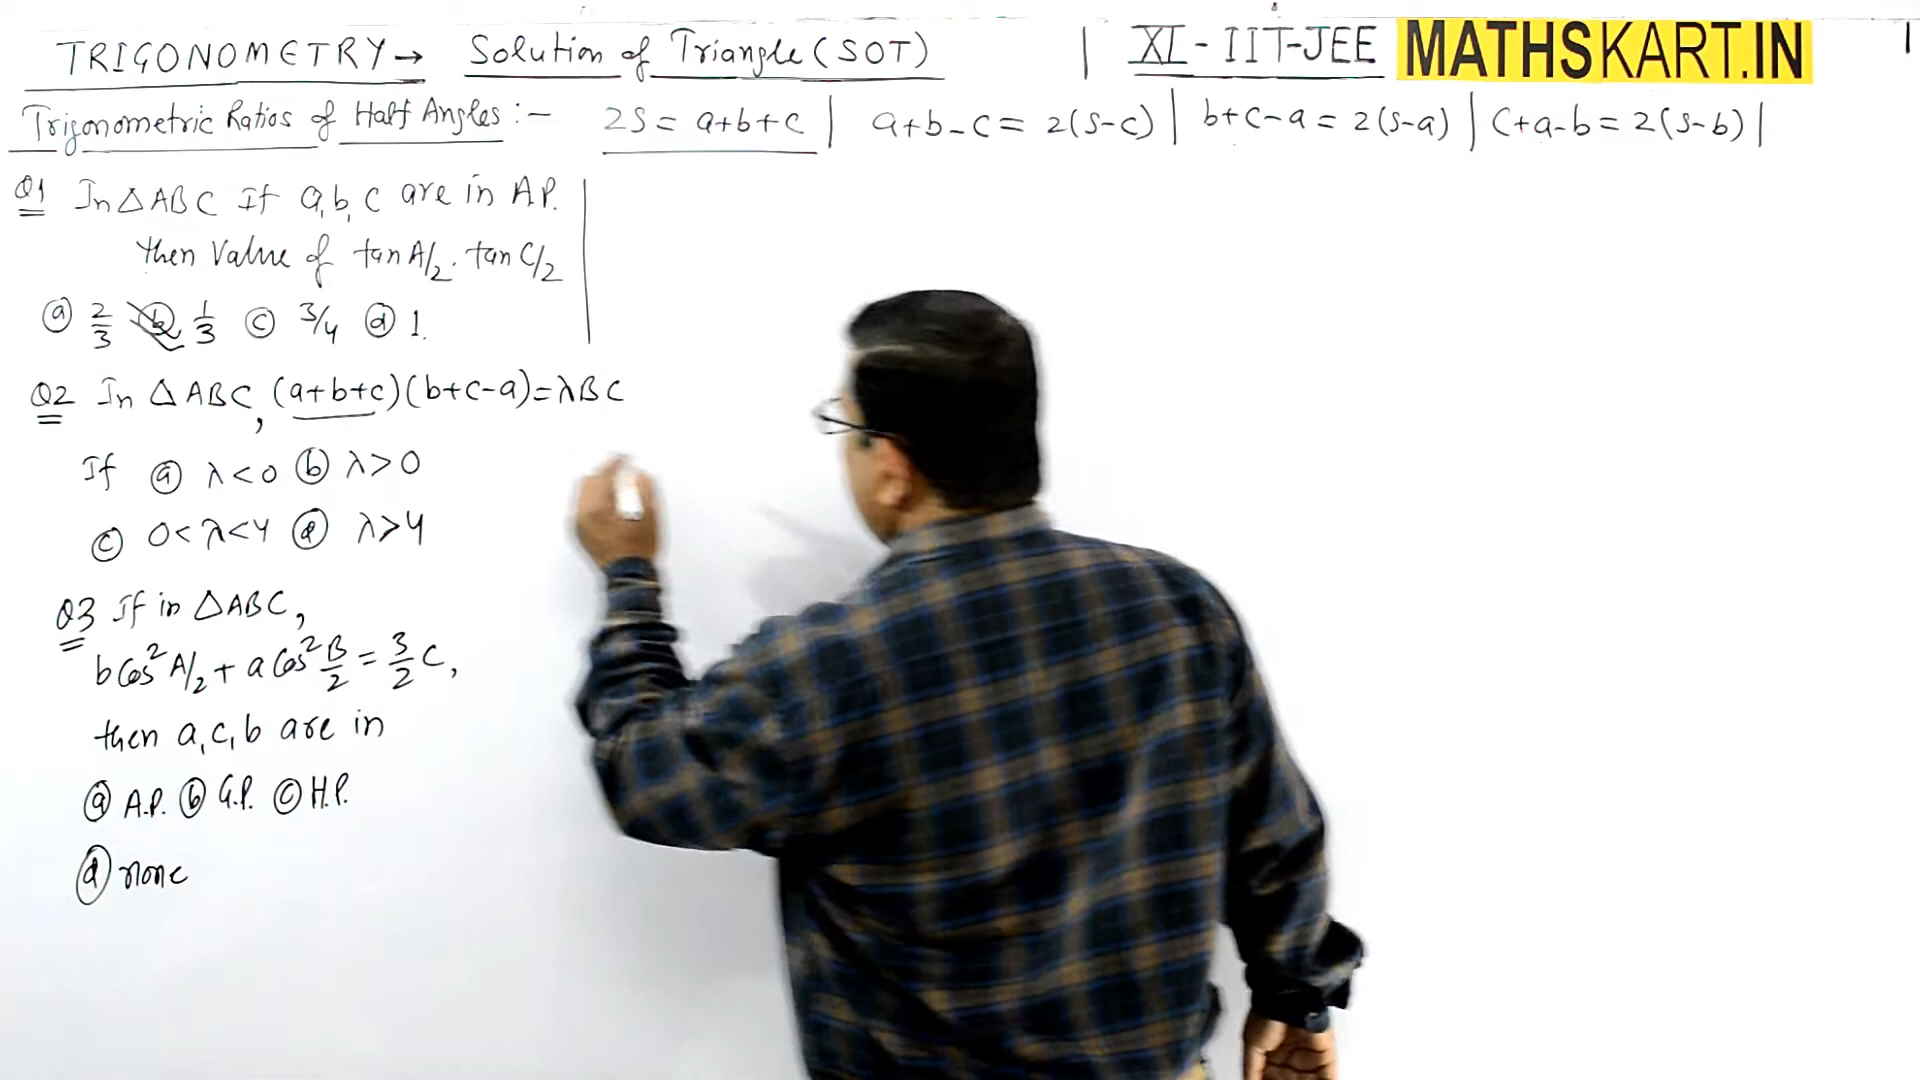 TRIGONOMETRY → Solution of Triangle (SOT) | XI - IIT-JEE MATHSKART.IN
Trigonometric Ratios of Half Angles :- 2S = a+b+c | a+b-c = 2(s-c) | b+c-a = 2(s-a) | c+a-b = 2(s-b) |
Q1 In △ABC If a, b, c are in A.P.
then Value of tan A/2 . tan C/2
(a) 2/3 (b) 1/3 (c) 3/4 (d) 1.
Q2 In △ABC, (a+b+c)(b+c-a) = λBC
If (a) λ<0 (b) λ>0
(c) 0<λ<4 (d) λ>4
Q3 If in △ABC,
b Cos² A/2 + a Cos² B/2 = 3/2 C,
then a, c, b are in
(a) A.P. (b) G.P. (c) H.P.
(d) none